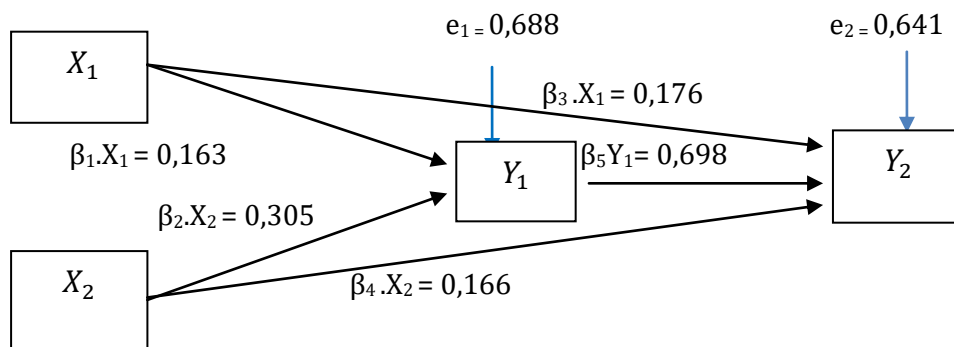 e₁ = 0,688
e₂ = 0,641
X₁
β₃.X₁ = 0,176
β₁.X₁ = 0,163
Y₁
β₅Y₁ = 0,698
Y₂
β₂.X₂ = 0,305
X₂
β₄.X₂ = 0,166